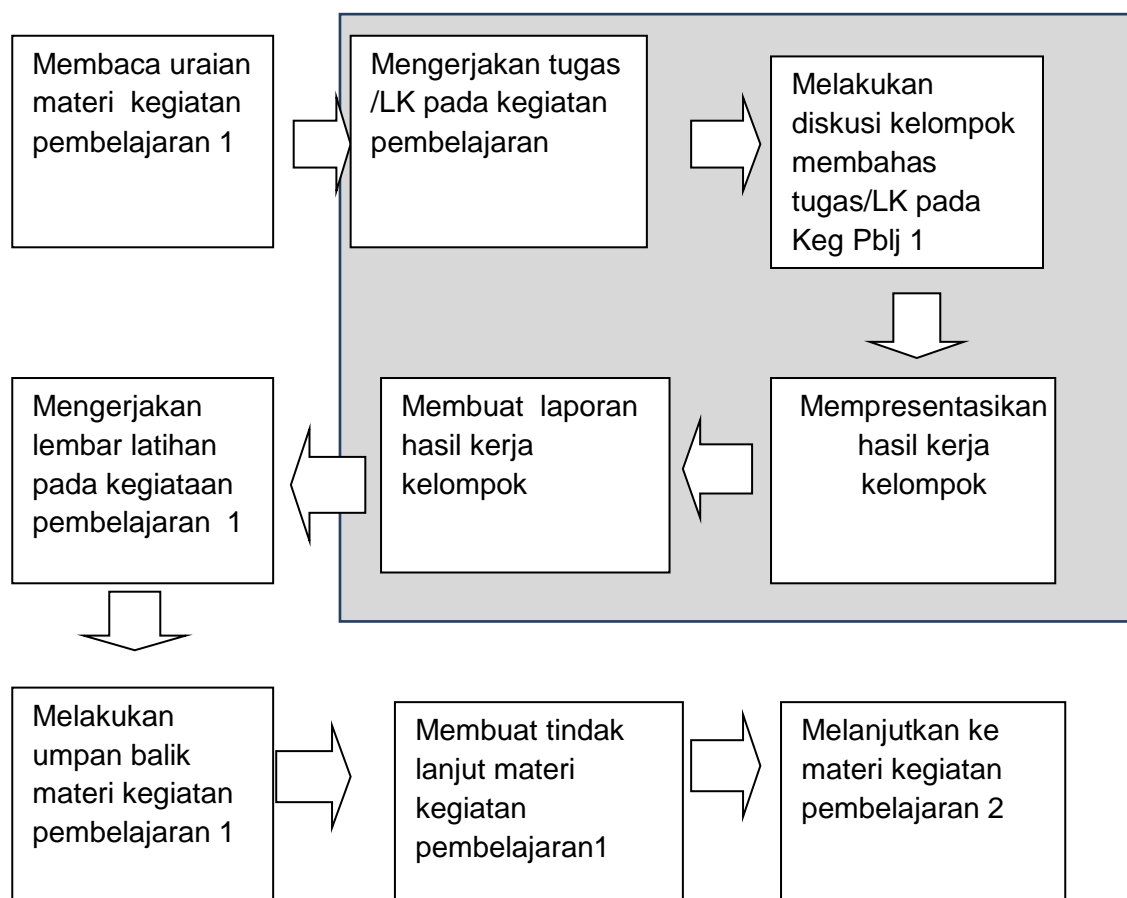 Membaca uraian
materi kegiatan
pembelajaran 1
Mengerjakan tugas
/LK pada kegiatan
pembelajaran
Melakukan
diskusi kelompok
membahas
tugas/LK pada
Keg Pblj 1
Mempresentasikan
hasil kerja
kelompok
Membuat laporan
hasil kerja
kelompok
Mengerjakan
lembar latihan
pada kegiataan
pembelajaran 1
Melakukan
umpan balik
materi kegiatan
pembelajaran 1
Membuat tindak
lanjut materi
kegiatan
pembelajaran1
Melanjutkan ke
materi kegiatan
pembelajaran 2